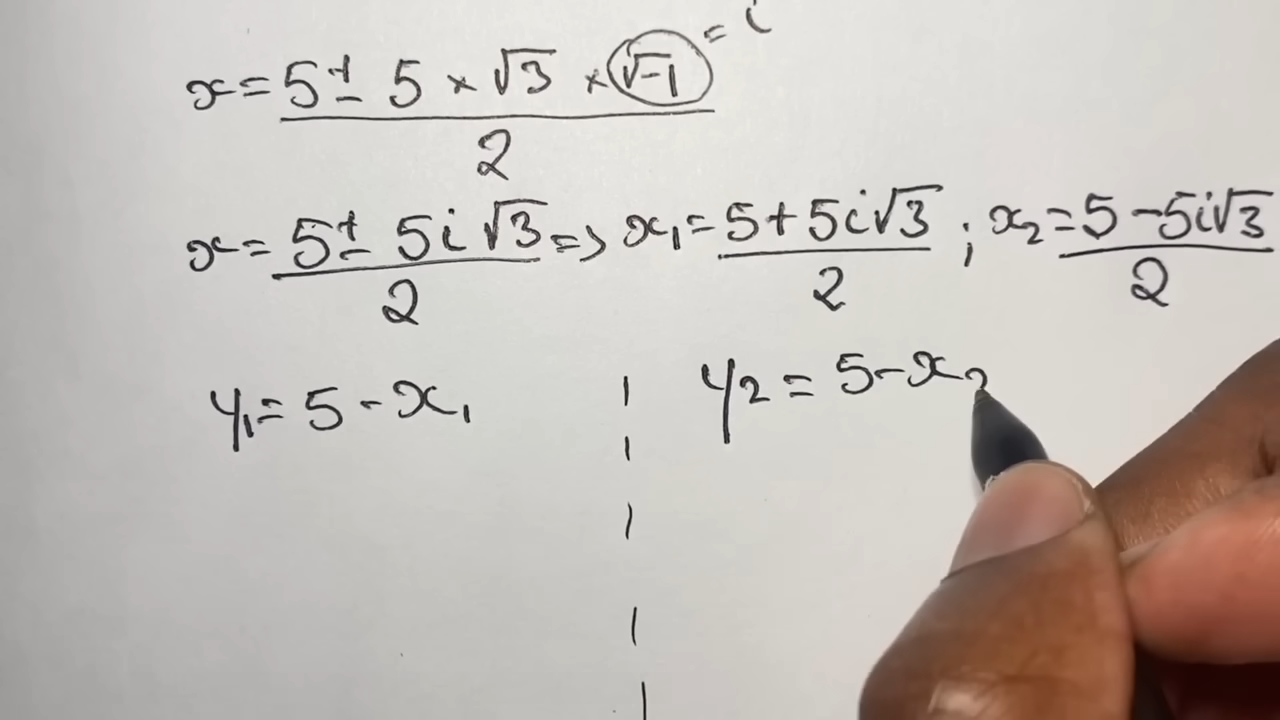 x = 5 ± 5 × √3 × √-1 = i
2
x = 5 ± 5i√3 => x₁ = 5 + 5i√3 ; x₂ = 5 - 5i√3
2 2 2
y₁ = 5 - x₁ y₂ = 5 - x₂